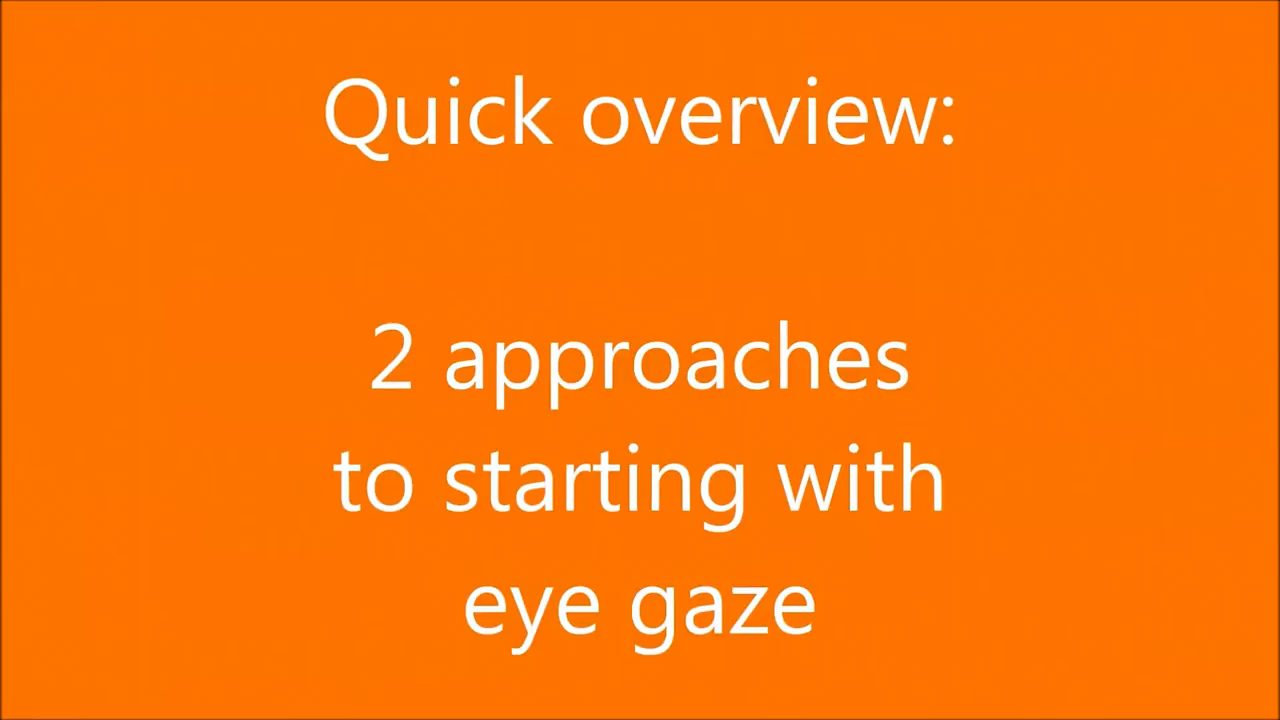 Quick overview:
2 approaches
to starting with
eye gaze